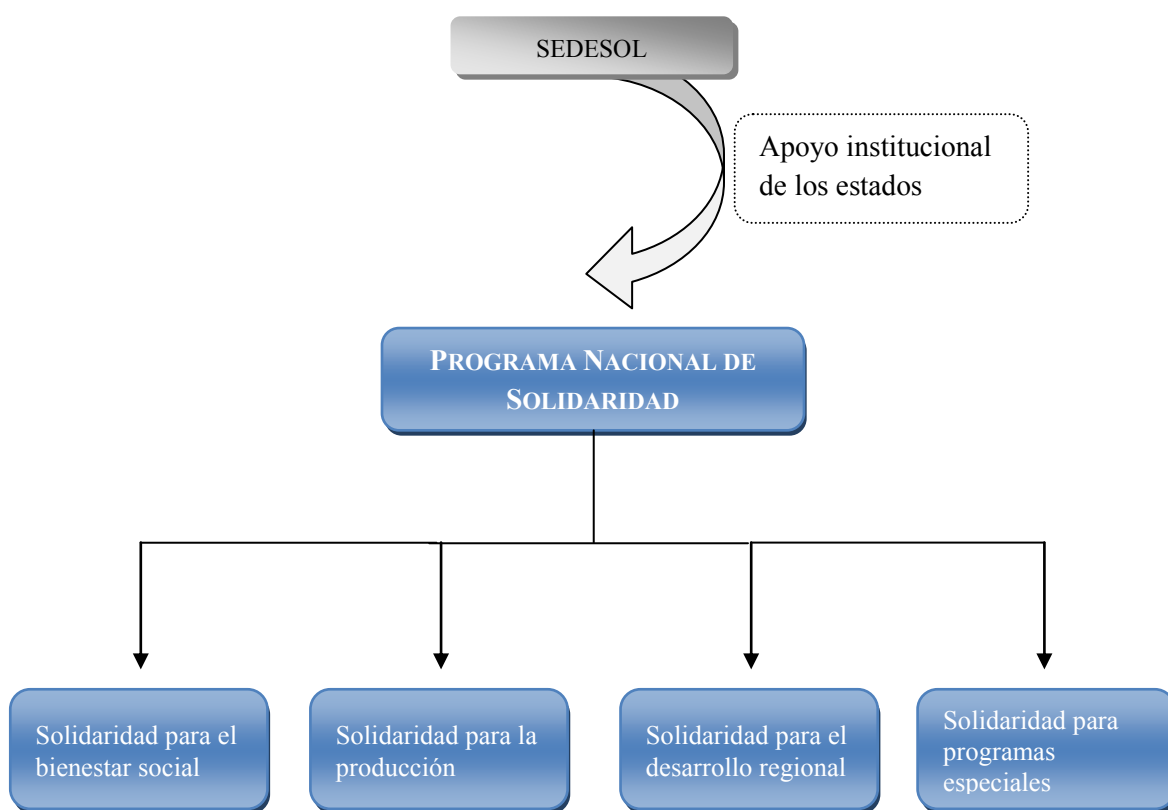 SEDESOL
Apoyo institucional
de los estados
PROGRAMA NACIONAL DE
SOLIDARIDAD
Solidaridad para el
bienestar social
Solidaridad para la
producción
Solidaridad para el
desarrollo regional
Solidaridad para
programas
especiales